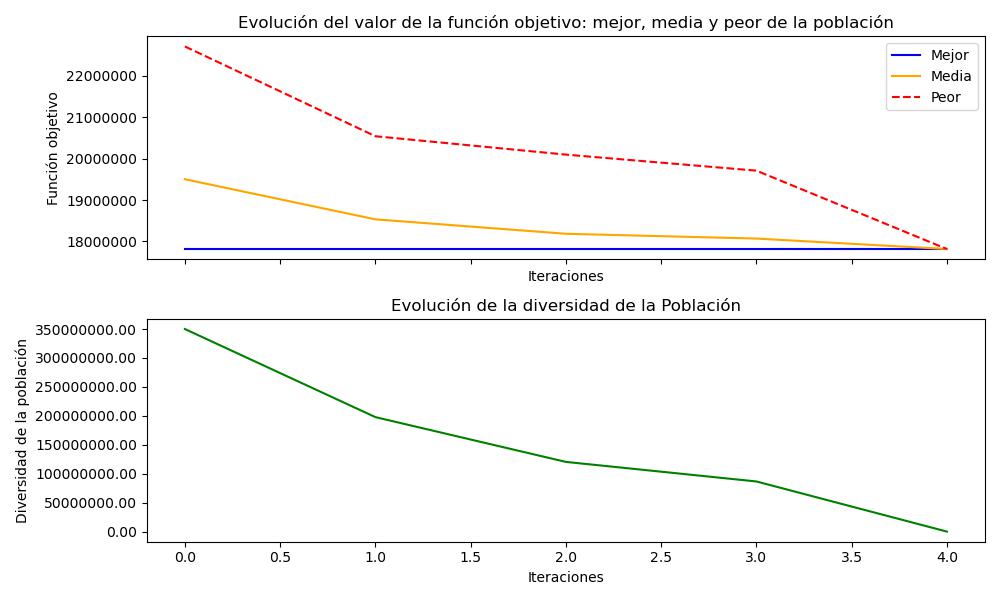 Evolución del valor de la función objetivo: mejor, media y peor de la población
Mejor
Media
Peor
Función objetivo
22000000
21000000
20000000
19000000
18000000
Iteraciones
Evolución de la diversidad de la Población
Diversidad de la población
350000000.00
300000000.00
250000000.00
200000000.00
150000000.00
100000000.00
50000000.00
0.00
0.0 0.5 1.0 1.5 2.0 2.5 3.0 3.5 4.0
Iteraciones